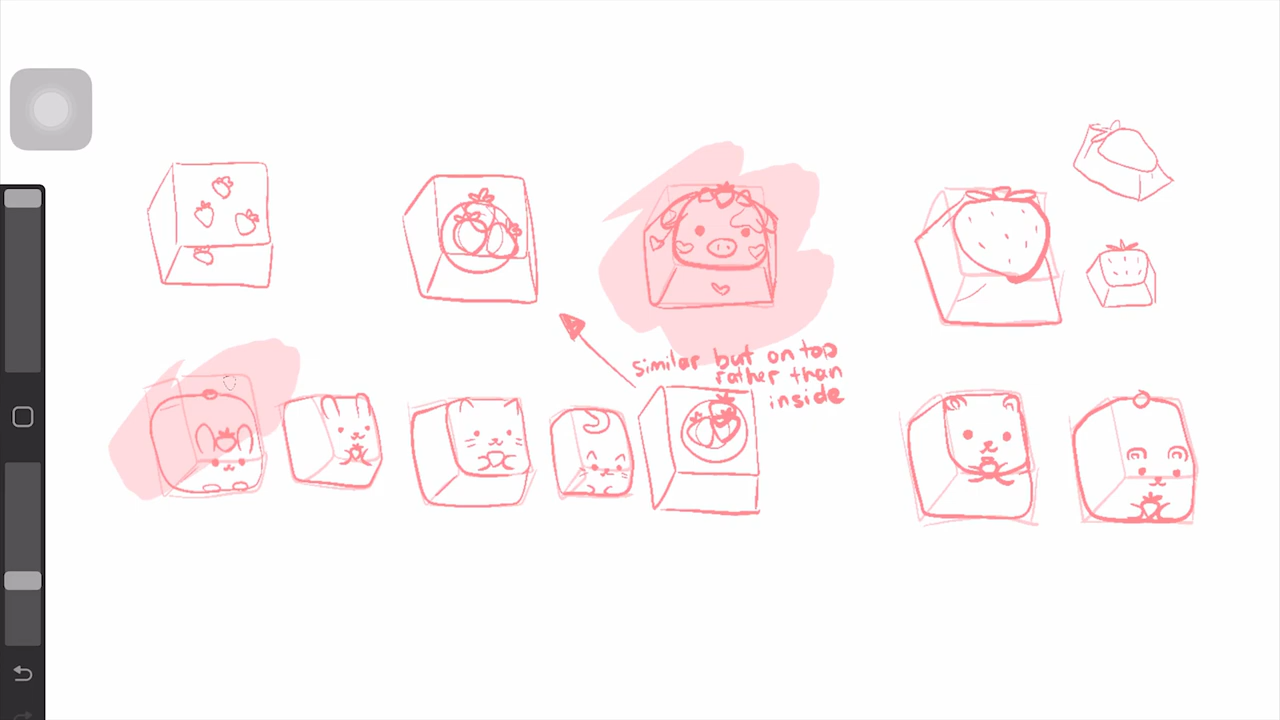 similar but on top
rather than
inside